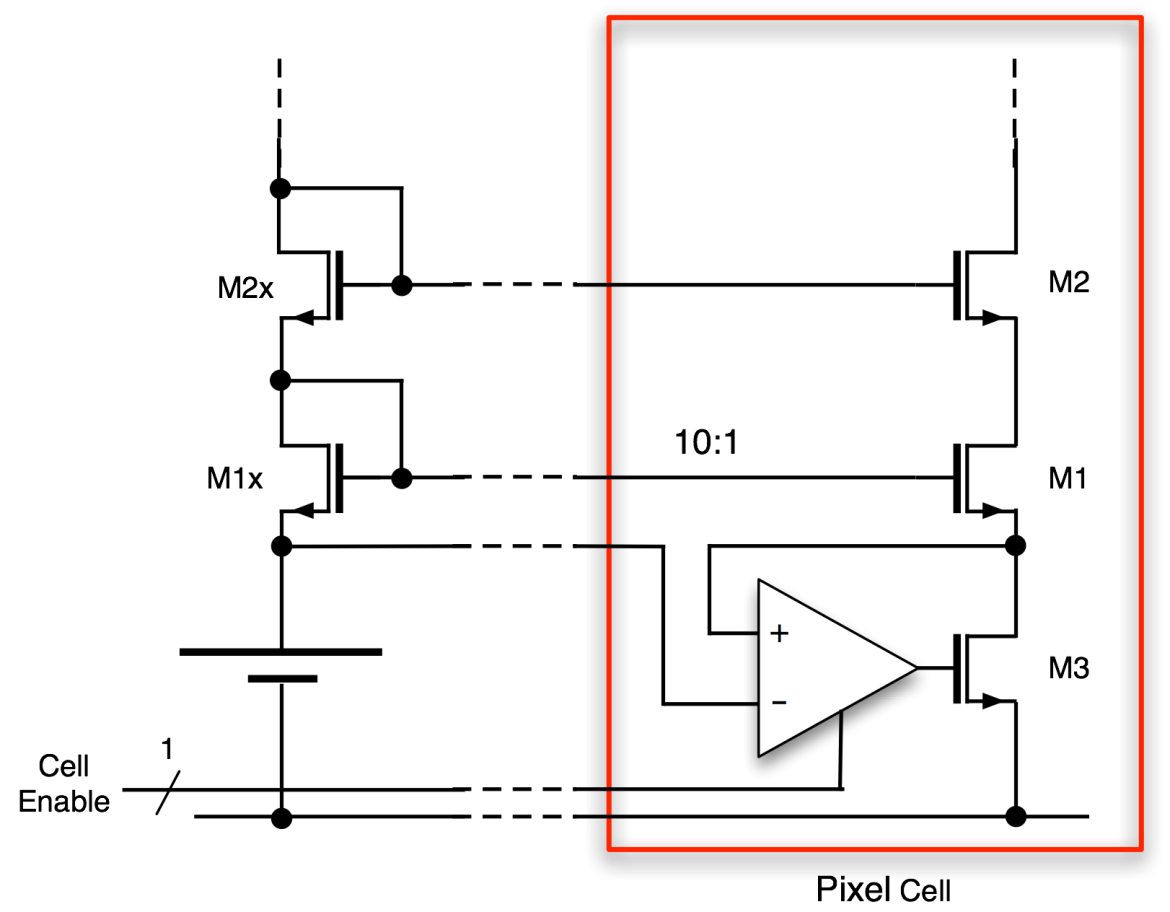 M2x
M2
10:1
M1x
M1
+
M3
−
1
Cell
Enable
Pixel Cell